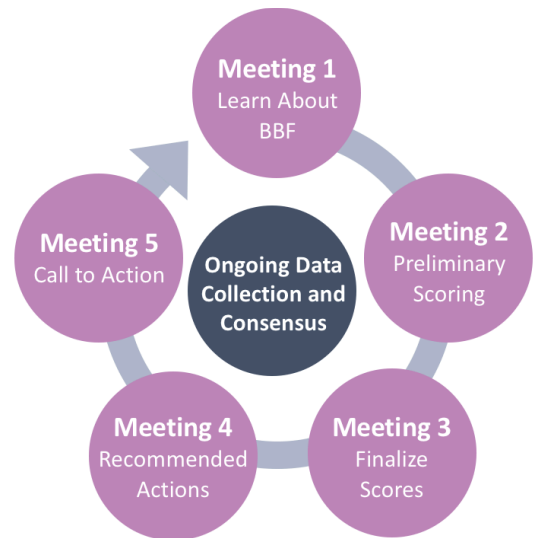 Meeting 1
Learn About
BBF
Meeting 2
Preliminary
Scoring
Meeting 3
Finalize
Scores
Meeting 4
Recommended
Actions
Meeting 5
Call to Action
Ongoing Data
Collection and
Consensus